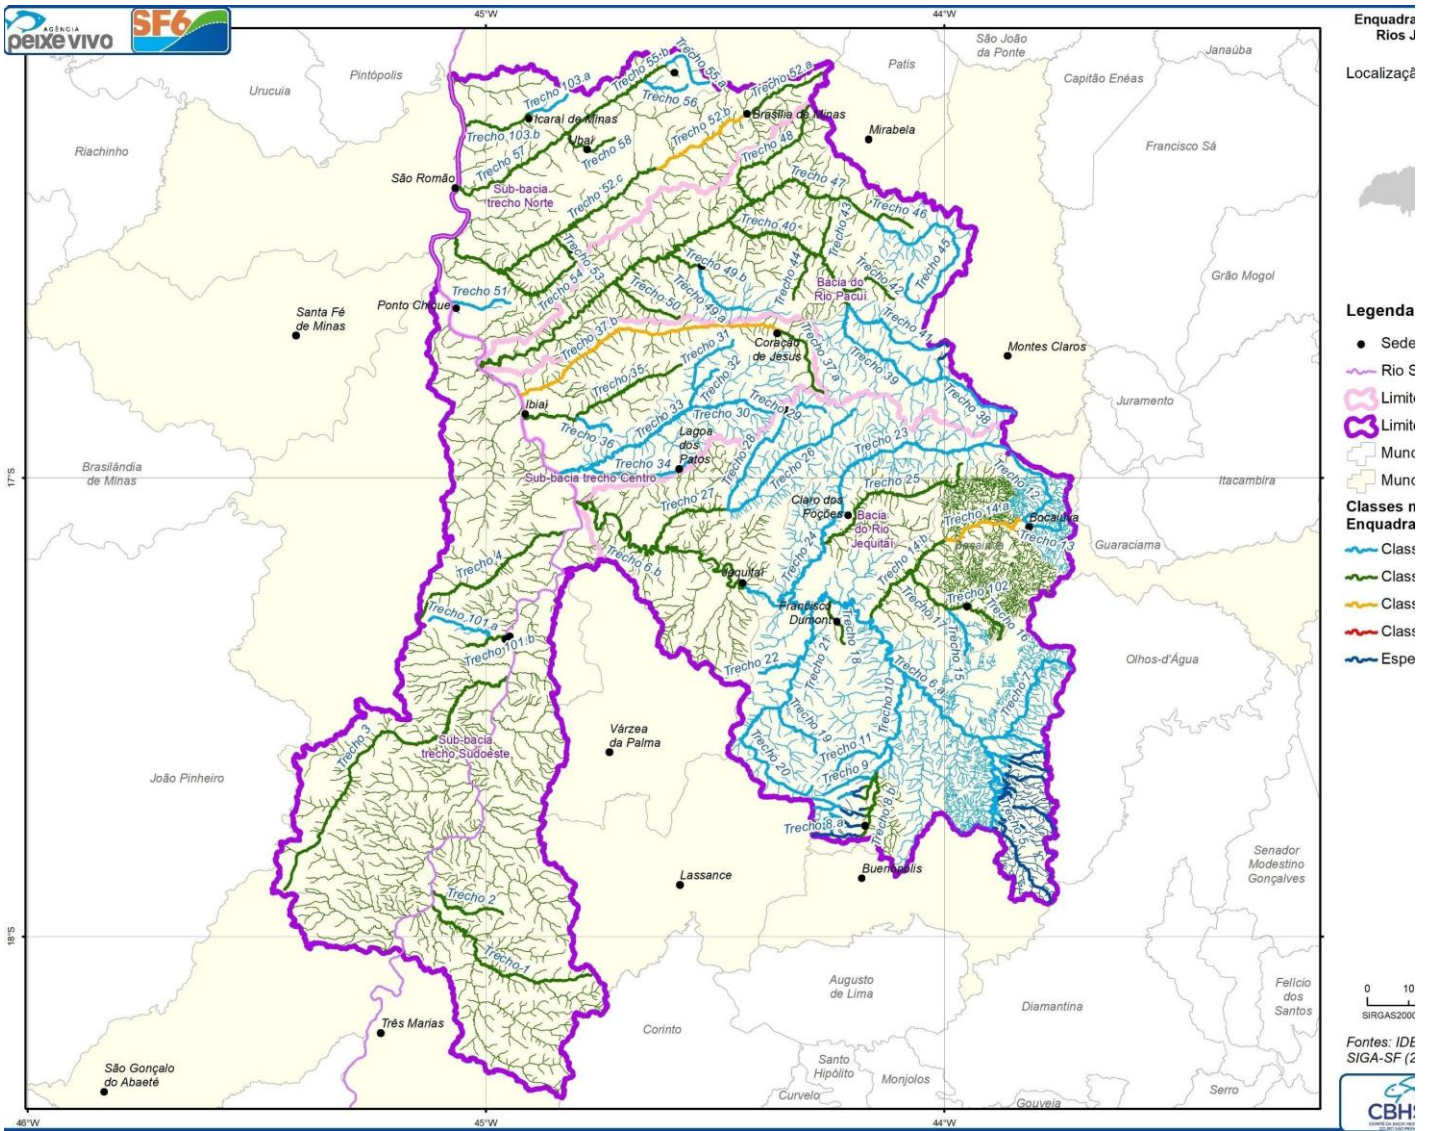 AGÊNCIA
peixe vivo
SF6
45°W
44°W
Enquadra
Rios J
Localizaçã
Pintópolis
Urucuia
Riachinho
São João
da Ponte
Janaúba
Patis
Capitão Enéas
Mirabela
Francisco Sá
Grão Mogol
Trecho 103.a
Trecho 55.b
Trecho 55.a
Trecho 56
Trecho 52.a
Icaraí de Minas
Brasília de Minas
Trecho 103.b
Ibaí
Trecho 58
Trecho 57
Trecho 52.b
Trecho 48
São Romão
Sub-bacia
trecho Norte
Trecho 52.c
Trecho 47
Trecho 46
Trecho 40
Trecho 43
Trecho 45
Trecho 53
Trecho 54
Trecho 49.b
Trecho 44
Trecho 42
Bacia do
Rio Pacuí
Trecho 51
Ponto Chique
Trecho 50
Trecho 49.a
Santa Fé
de Minas
Trecho 37.b
Trecho 31
Coração
de Jesus
Trecho 41
Montes Claros
Trecho 32
Trecho 35
Trecho 37.a
Trecho 39
Juramento
Ibiaí
Trecho 33
Trecho 30
Trecho 29
Trecho 38
Trecho 36
Lagoa
dos
Patos
Trecho 28
Trecho 26
Trecho 23
Trecho 34
Sub-bacia trecho Centro
Brasilândia
de Minas
17°S
Itacambira
Trecho 25
Trecho 12
Trecho 27
Claro dos
Poções
Bacia
do Rio
Jequitaí
Trecho 14.a
Bocaiúva
Trecho 13
Guaraciama
Trecho 24
Trecho 14.b
Trecho 4
Trecho 6.b
Jequitaí
Trecho 101.a
Trecho 101.b
Francisco
Dumont
Trecho 18
Trecho 17
Trecho 102
Trecho 16
Trecho 15
Olhos-d'Água
Trecho 22
Trecho 21
Trecho 10
Trecho 6.a
Trecho 7
Trecho 3
Sub-bacia
trecho Sudoeste
Várzea
da Palma
Trecho 19
Trecho 20
Trecho 11
Trecho 9
João Pinheiro
Trecho 8.a
Trecho 8.b
Trecho 5
Buenópolis
Lassance
Senador
Modestino
Gonçalves
Trecho 2
18°S
Trecho-1
Augusto
de Lima
Diamantina
Felício
dos
Santos
Corinto
Três Marias
São Gonçalo
do Abaeté
Santo
Hipólito
Monjolos
Curvelo
Gouveia
Serro
46°W
45°W
44°W
Legenda
Sede
Rio S
Limite
Limite
Munc
Munc
Classes n
Enquadra
Class
Class
Class
Class
Espe
0 10
SIRGAS2000
Fontes: IDE
SIGA-SF (2
CBHS